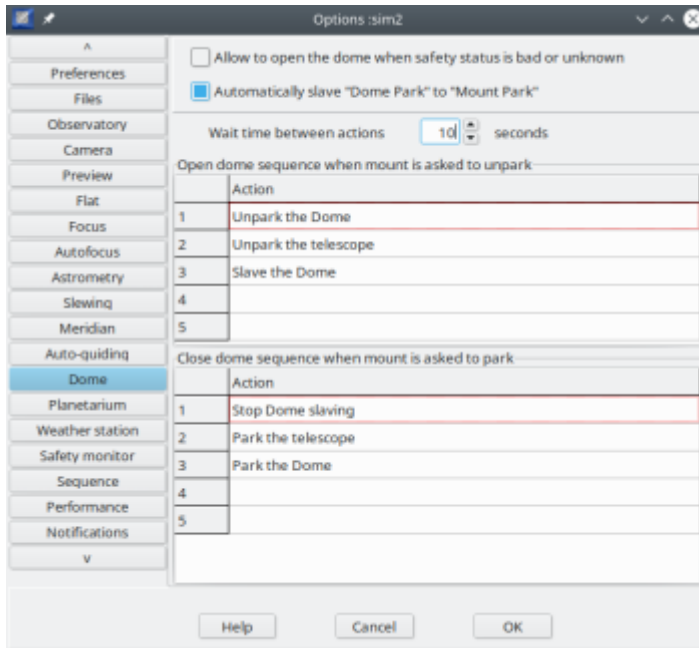 Options :sim2
^
Preferences
Files
Observatory
Camera
Preview
Flat
Focus
Autofocus
Astrometry
Slewing
Meridian
Auto-guiding
Dome
Planetarium
Weather station
Safety monitor
Sequence
Performance
Notifications
v
Allow to open the dome when safety status is bad or unknown
Automatically slave "Dome Park" to "Mount Park"
Wait time between actions 10 seconds
Open dome sequence when mount is asked to unpark
Action
1 Unpark the Dome
2 Unpark the telescope
3 Slave the Dome
4
5
Close dome sequence when mount is asked to park
Action
1 Stop Dome slaving
2 Park the telescope
3 Park the Dome
4
5
Help Cancel OK